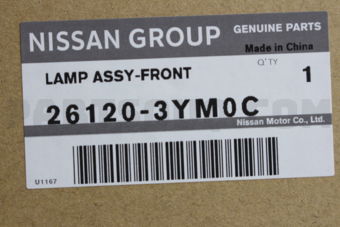 NISSAN GROUP GENUINE PARTS
Made in China
LAMP ASSY-FRONT Q'TY 1
26120-3YM0C
Nissan Motor Co., Ltd.
U1167